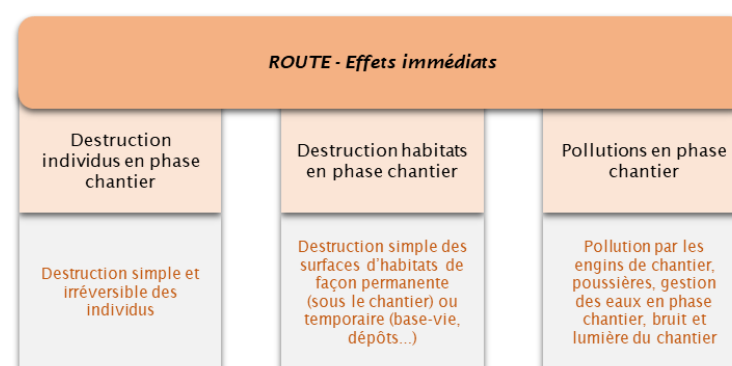 ROUTE - Effets immédiats
Destruction
individus en phase
chantier
Destruction habitats
en phase chantier
Pollutions en phase
chantier
Destruction simple et
irréversible des
individus
Destruction simple des
surfaces d'habitats de
façon permanente
(sous le chantier) ou
temporaire (base-vie,
dépôts...)
Pollution par les
engins de chantier,
poussières, gestion
des eaux en phase
chantier, bruit et
lumière du chantier